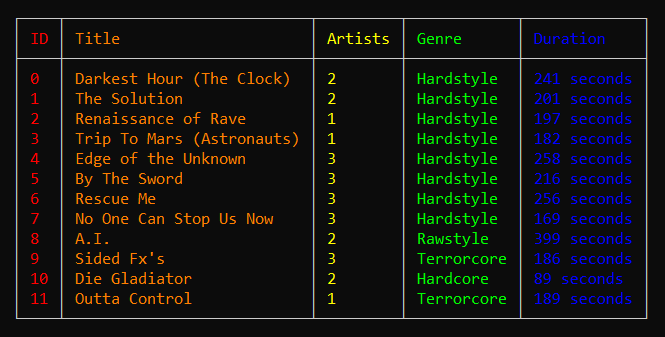 ID Title Artists Genre Duration
0 Darkest Hour (The Clock) 2 Hardstyle 241 seconds
1 The Solution 2 Hardstyle 201 seconds
2 Renaissance of Rave 1 Hardstyle 197 seconds
3 Trip To Mars (Astronauts) 1 Hardstyle 182 seconds
4 Edge of the Unknown 3 Hardstyle 258 seconds
5 By The Sword 3 Hardstyle 216 seconds
6 Rescue Me 3 Hardstyle 256 seconds
7 No One Can Stop Us Now 3 Hardstyle 169 seconds
8 A.I. 2 Rawstyle 399 seconds
9 Sided Fx's 3 Terrorcore 186 seconds
10 Die Gladiator 2 Hardcore 89 seconds
11 Outta Control 1 Terrorcore 189 seconds